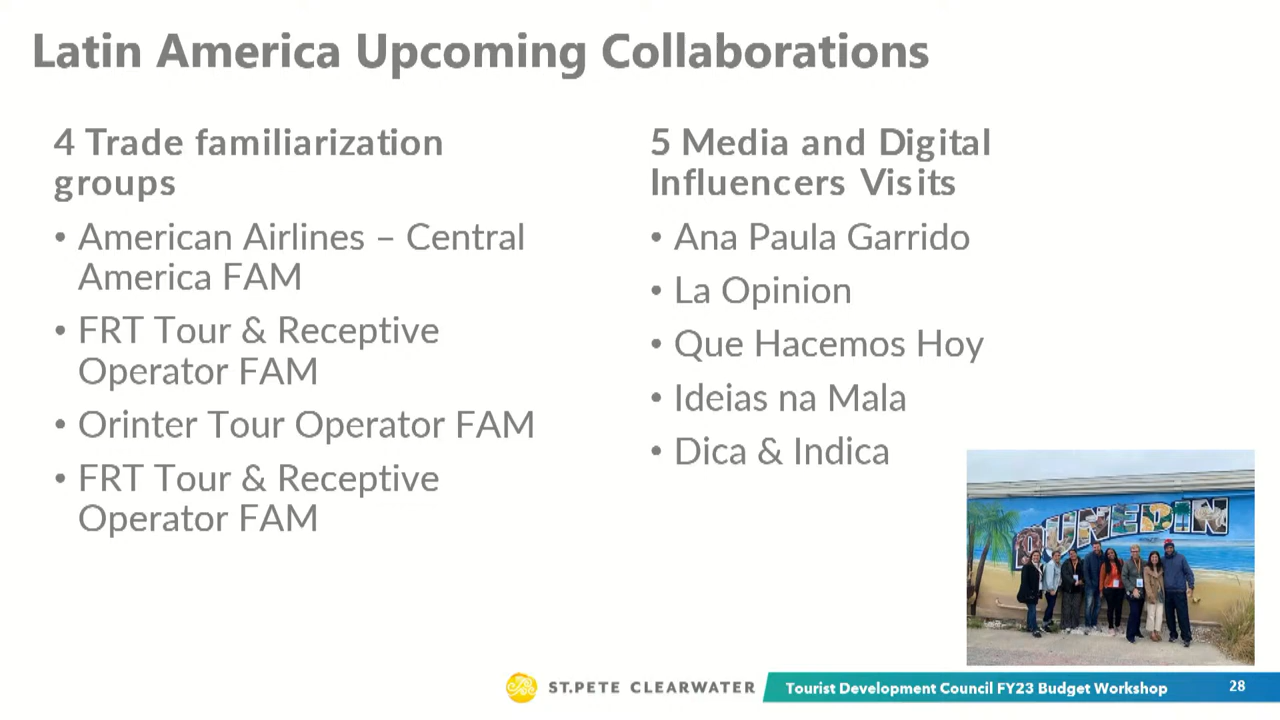 Latin America Upcoming Collaborations
4 Trade familiarization
groups
• American Airlines – Central
America FAM
• FRT Tour & Receptive
Operator FAM
• Orinter Tour Operator FAM
• FRT Tour & Receptive
Operator FAM
5 Media and Digital
Influencers Visits
• Ana Paula Garrido
• La Opinion
• Que Hacemos Hoy
• Ideias na Mala
• Dica & Indica
DUNEDIN
ST.PETE CLEARWATER
Tourist Development Council FY23 Budget Workshop
28